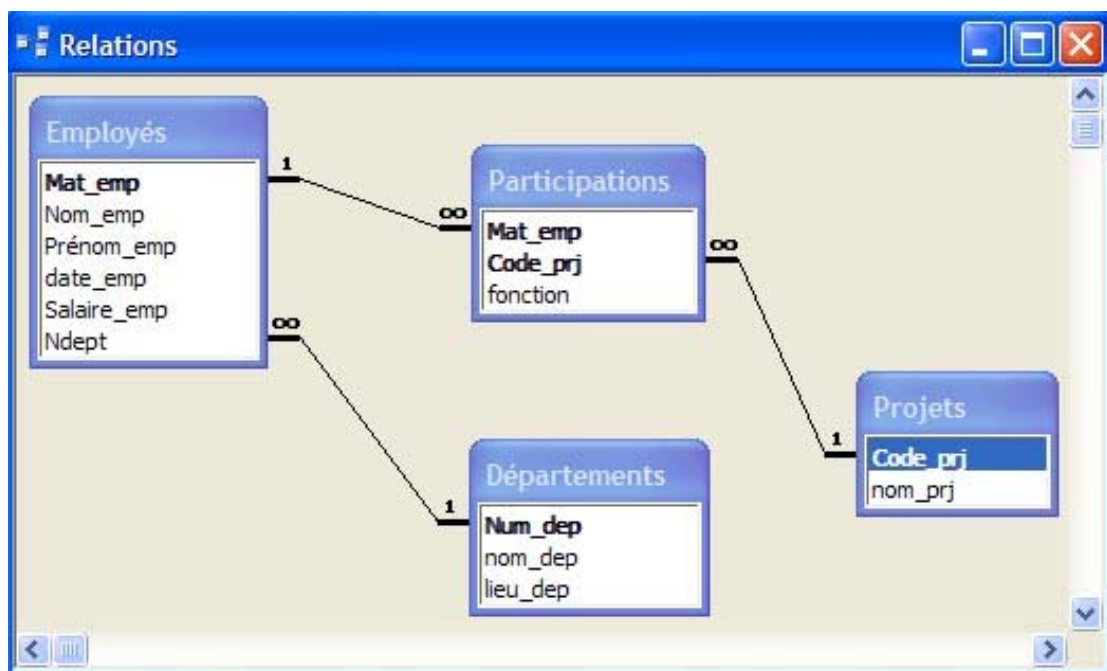 Relations
Employés
Mat_emp
Nom_emp
Prénom_emp
date_emp
Salaire_emp
Ndept
1
∞
∞
1
Participations
Mat_emp
Code_prj
fonction
∞
1
Départements
Num_dep
nom_dep
lieu_dep
Projets
Code_prj
nom_prj